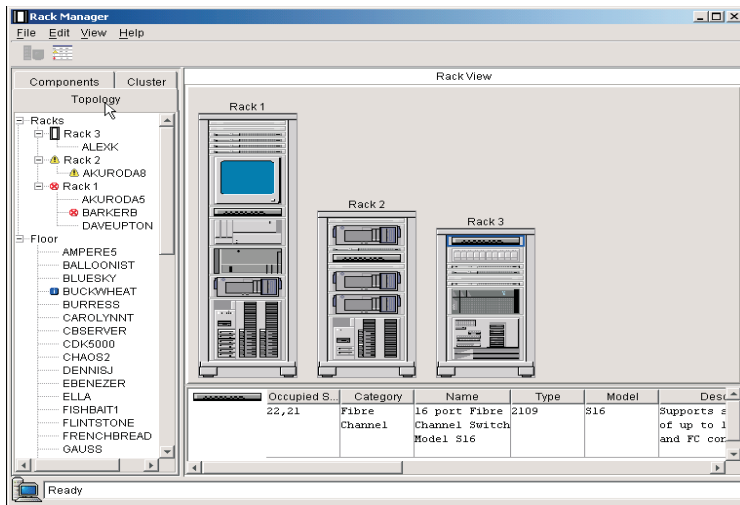 Rack Manager
File Edit View Help
Components Cluster
Topology
Racks
Rack 3
ALEXK
Rack 2
AKURODA8
Rack 1
AKURODA5
BARKERB
DAVEUPTON
Floor
AMPERE5
BALLOONIST
BLUESKY
BUCKWHEAT
BURRESS
CAROLYNNT
CBSERVER
CDK5000
CHAOS2
DENNISJ
EBENEZER
ELLA
FISHBAIT1
FLINTSTONE
FRENCHBREAD
GAUSS
Rack View
Rack 1
Rack 2
Rack 3
Occupied S... Category Name Type Model Desc
22,21 Fibre 16 port Fibre 2109 S16 Supports s
Channel Channel Switch of up to 1
Model S16 and FC con
Ready